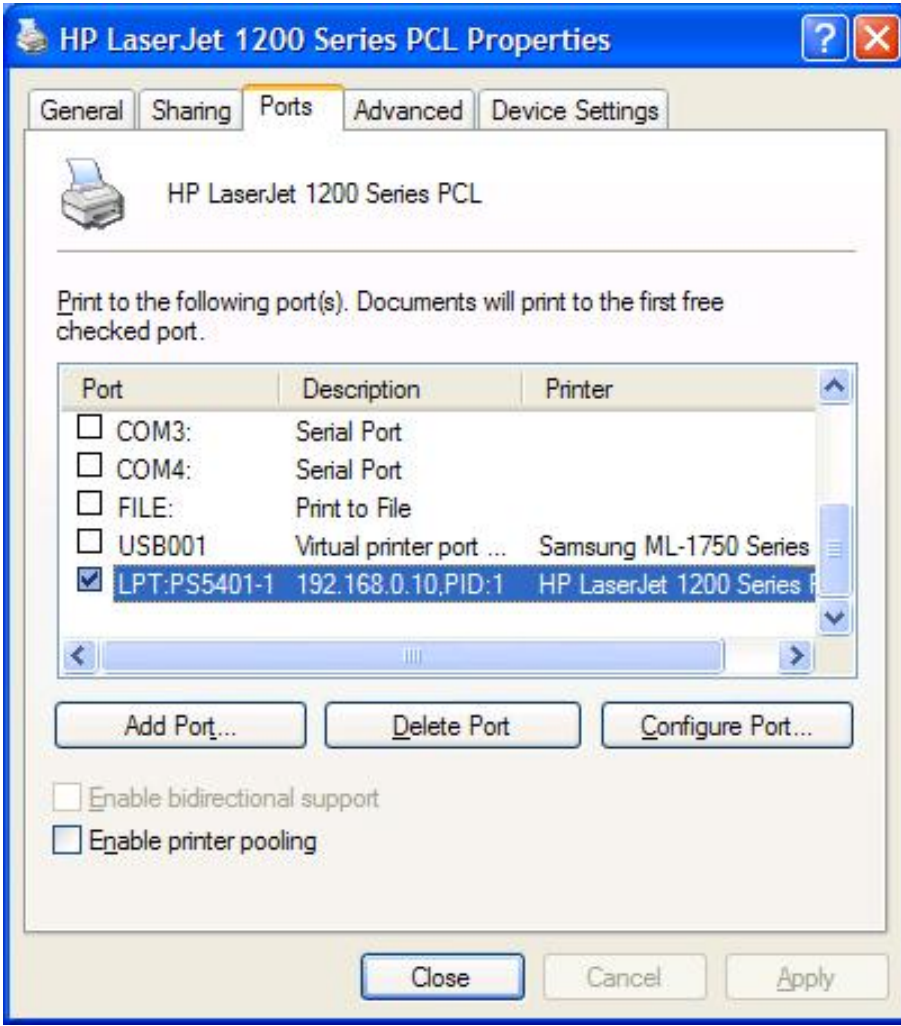 HP LaserJet 1200 Series PCL Properties
General Sharing Ports Advanced Device Settings
HP LaserJet 1200 Series PCL
Print to the following port(s). Documents will print to the first free
checked port.
Port Description Printer
COM3: Serial Port
COM4: Serial Port
FILE: Print to File
USB001 Virtual printer port ... Samsung ML-1750 Series
LPT:PS5401-1 192.168.0.10,PID:1 HP LaserJet 1200 Series
Add Port... Delete Port Configure Port...
Enable bidirectional support
Enable printer pooling
Close Cancel Apply